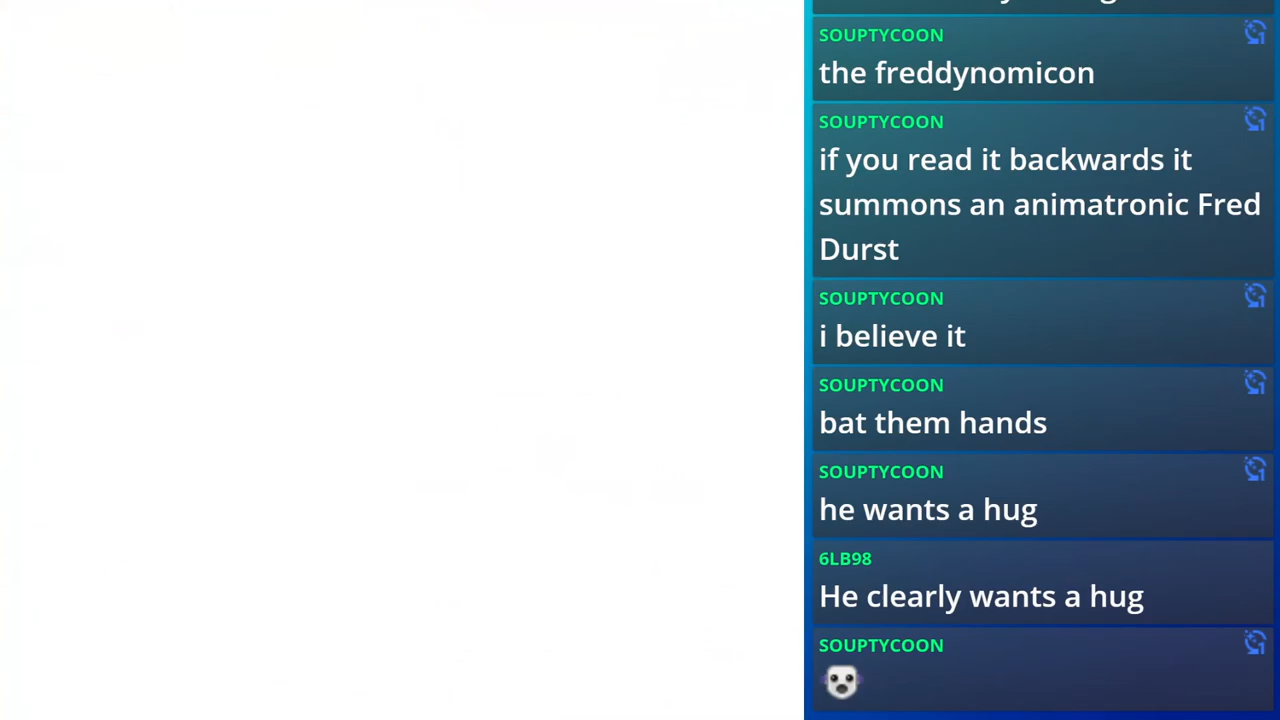 SOUPTYCOON
the freddynomicon
SOUPTYCOON
if you read it backwards it
summons an animatronic Fred
Durst
SOUPTYCOON
i believe it
SOUPTYCOON
bat them hands
SOUPTYCOON
he wants a hug
6LB98
He clearly wants a hug
SOUPTYCOON